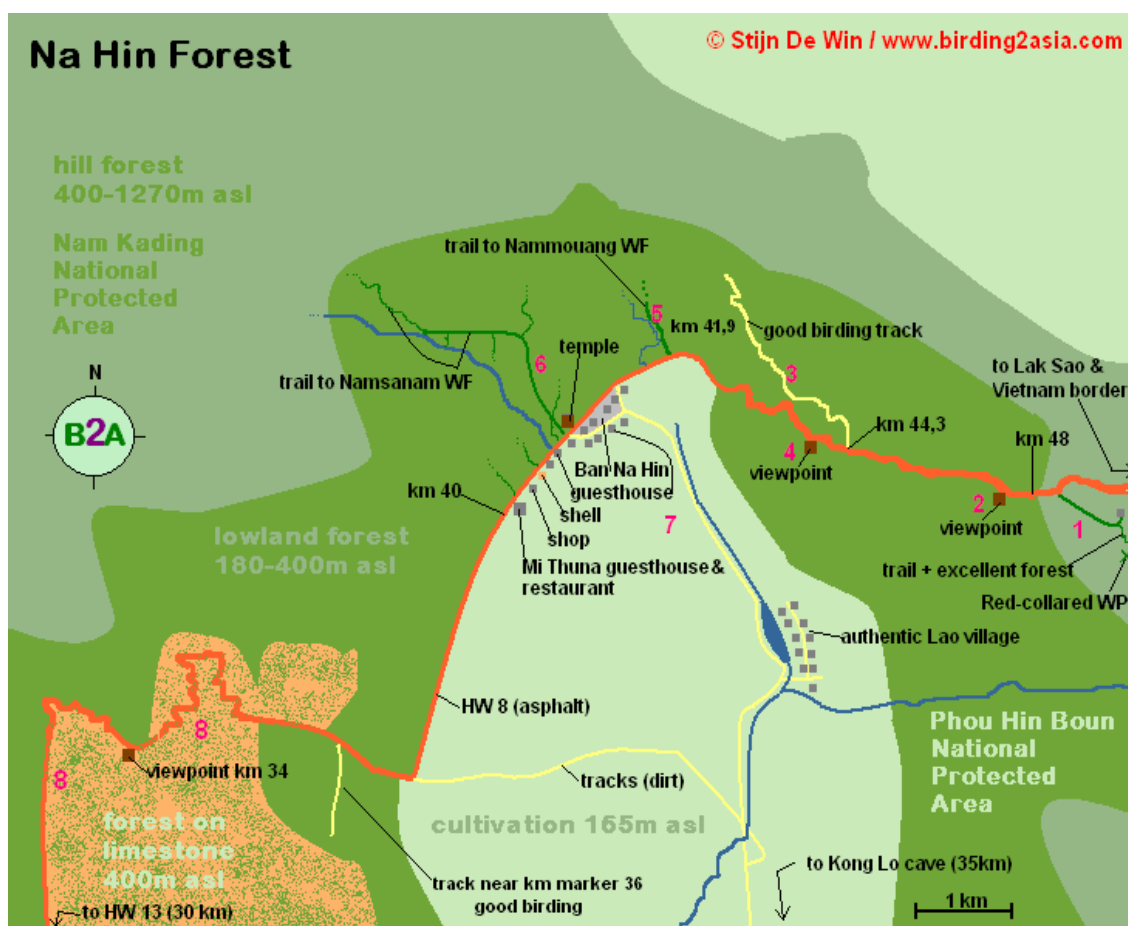 Na Hin Forest
© Stijn De Win / www.birding2asia.com
hill forest
400-1270m asl
Nam Kading
National
Protected
Area
trail to Nammouang WF
5
km 41,9
good birding track
temple
6
3
trail to Namsanam WF
to Lak Sao &
Vietnam border
N
B2A
km 44,3
km 48
4
viewpoint
Ban Na Hin
guesthouse
km 40
shell
shop
7
2
viewpoint
1
lowland forest
180-400m asl
Mi Thuna guesthouse &
restaurant
trail + excellent forest
Red-collared WP
authentic Lao village
HW 8 (asphalt)
8
Phou Hin Boun
National
Protected
Area
viewpoint km 34
8
tracks (dirt)
forest on
limestone
400m asl
cultivation 165m asl
to Kong Lo cave (35km)
track near km marker 36
good birding
to HW 13 (30 km)
1 km